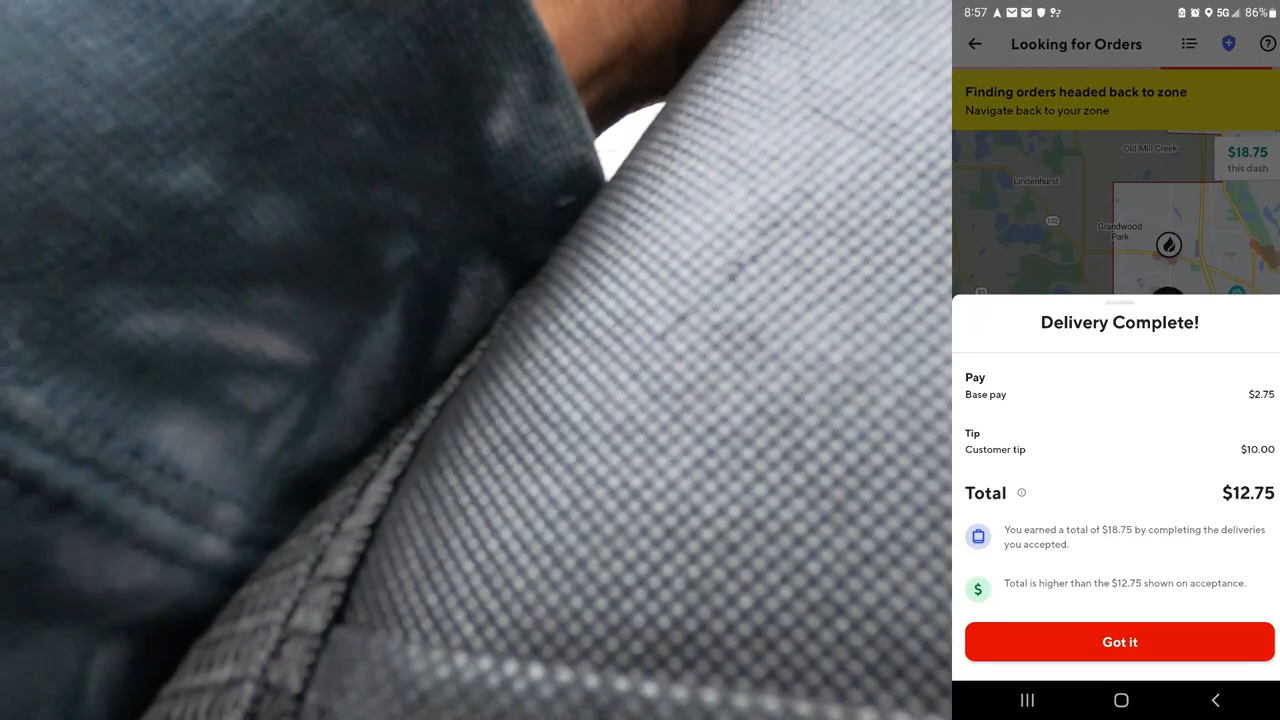 8:57
5G
86%
Looking for Orders
Finding orders headed back to zone
Navigate back to your zone
Old Mill Creek
$18.75
this dash
Lindenhurst
132
Grandwood
Park
Delivery Complete!
Pay
Base pay
$2.75
Tip
Customer tip
$10.00
Total
$12.75
You earned a total of $18.75 by completing the deliveries
you accepted.
$
Total is higher than the $12.75 shown on acceptance.
Got it